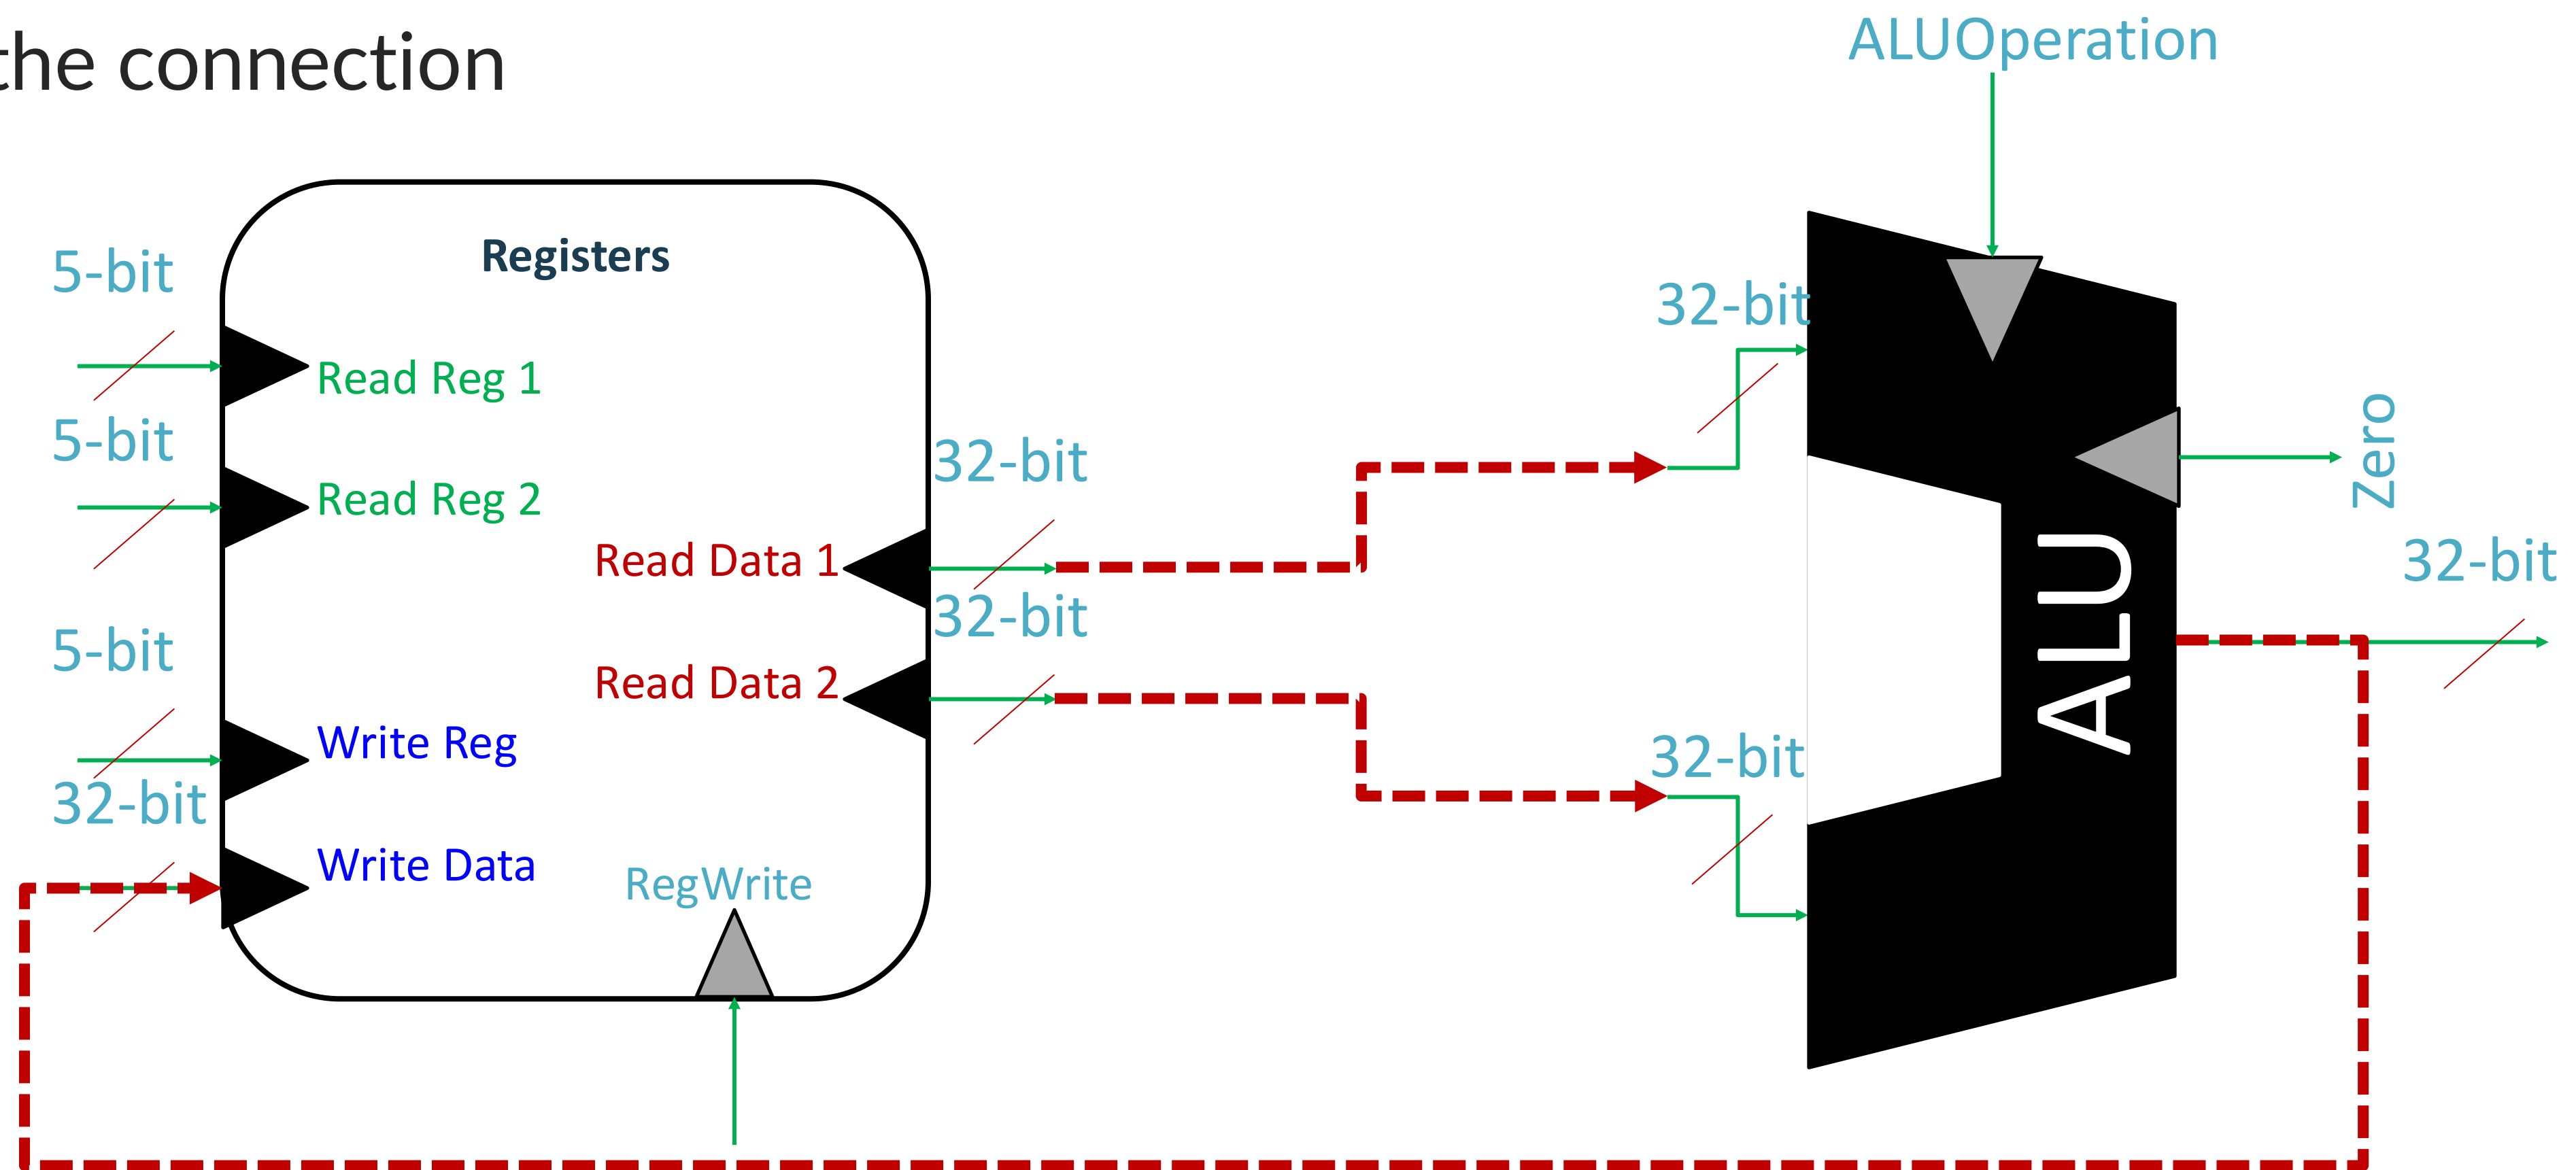 the connection
ALUOperation
Registers
5-bit
Read Reg 1
5-bit
Read Reg 2
32-bit
Read Data 1
32-bit
Read Data 2
5-bit
Write Reg
32-bit
Write Data
RegWrite
32-bit
32-bit
ALU
Zero
32-bit